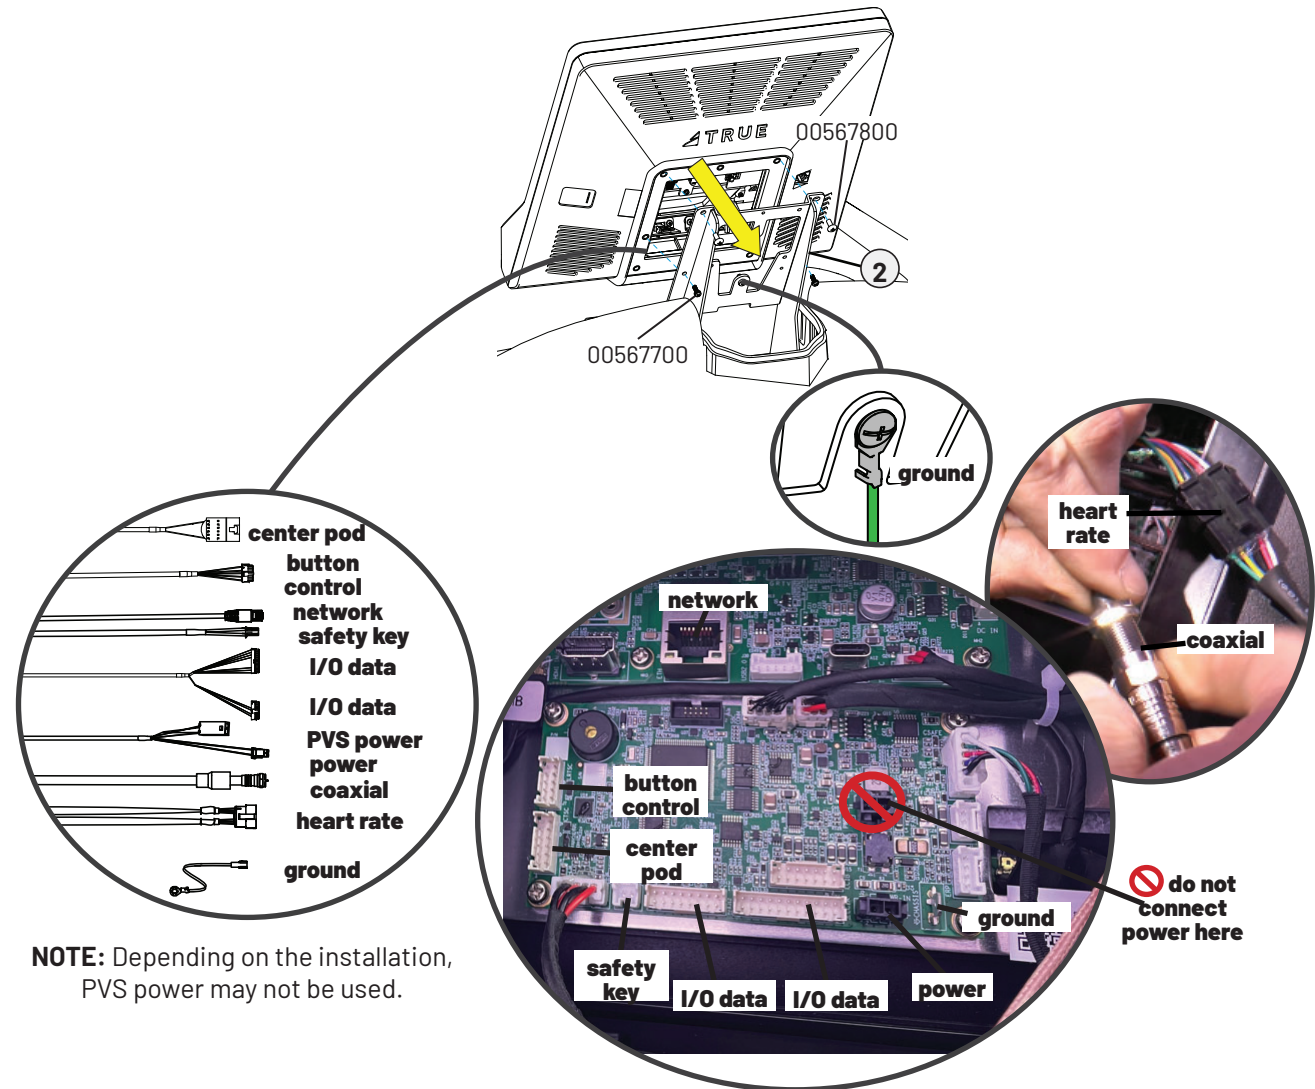 TRUE
00567800
2
00567700
ground
heart
rate
coaxial
center pod
button
control
network
safety key
I/O data
I/O data
PVS power
power
coaxial
heart rate
ground
network
DC IN
button
control
center
pod
ground
do not
connect
power here
safety
key
I/O data
I/O data
power
NOTE: Depending on the installation,
PVS power may not be used.